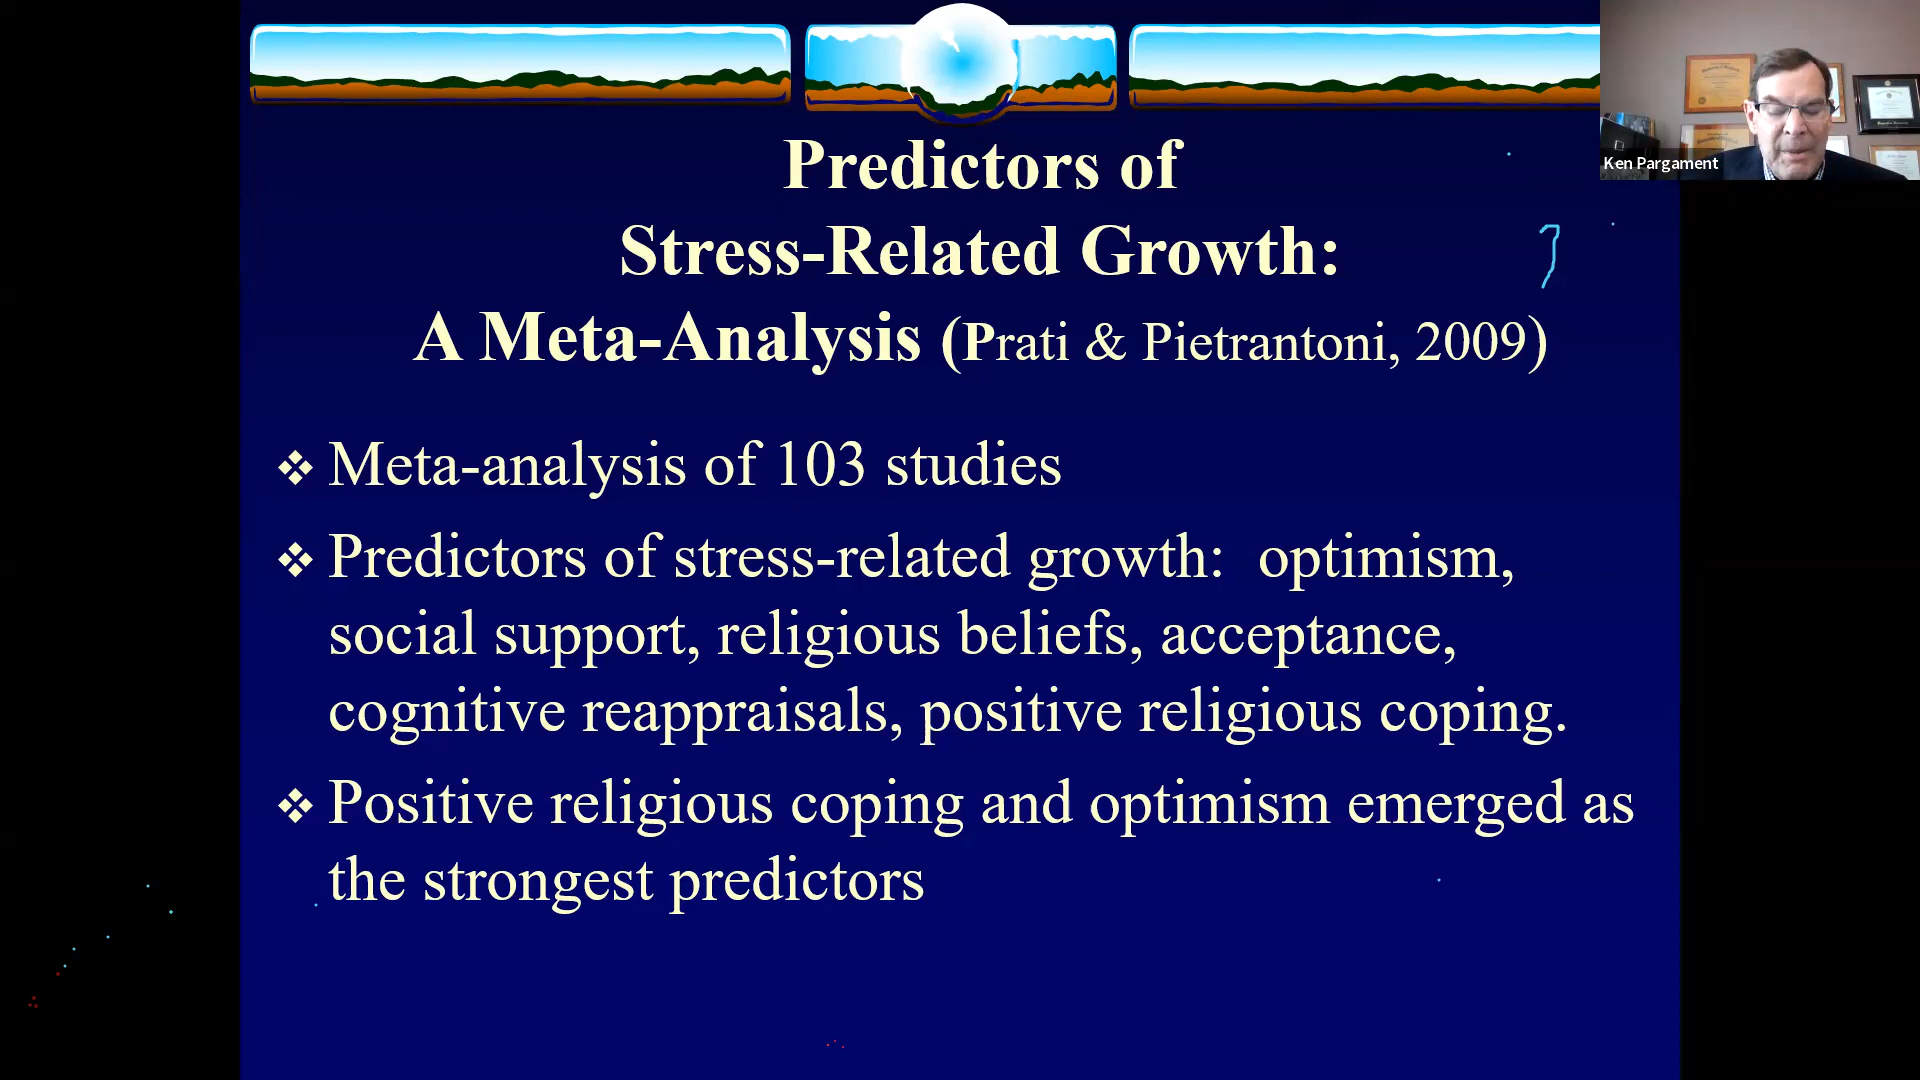 Predictors of
Stress-Related Growth:
A Meta-Analysis (Prati & Pietrantoni, 2009)
Ken Pargament
❖ Meta-analysis of 103 studies
❖ Predictors of stress-related growth: optimism,
social support, religious beliefs, acceptance,
cognitive reappraisals, positive religious coping.
❖ Positive religious coping and optimism emerged as
the strongest predictors